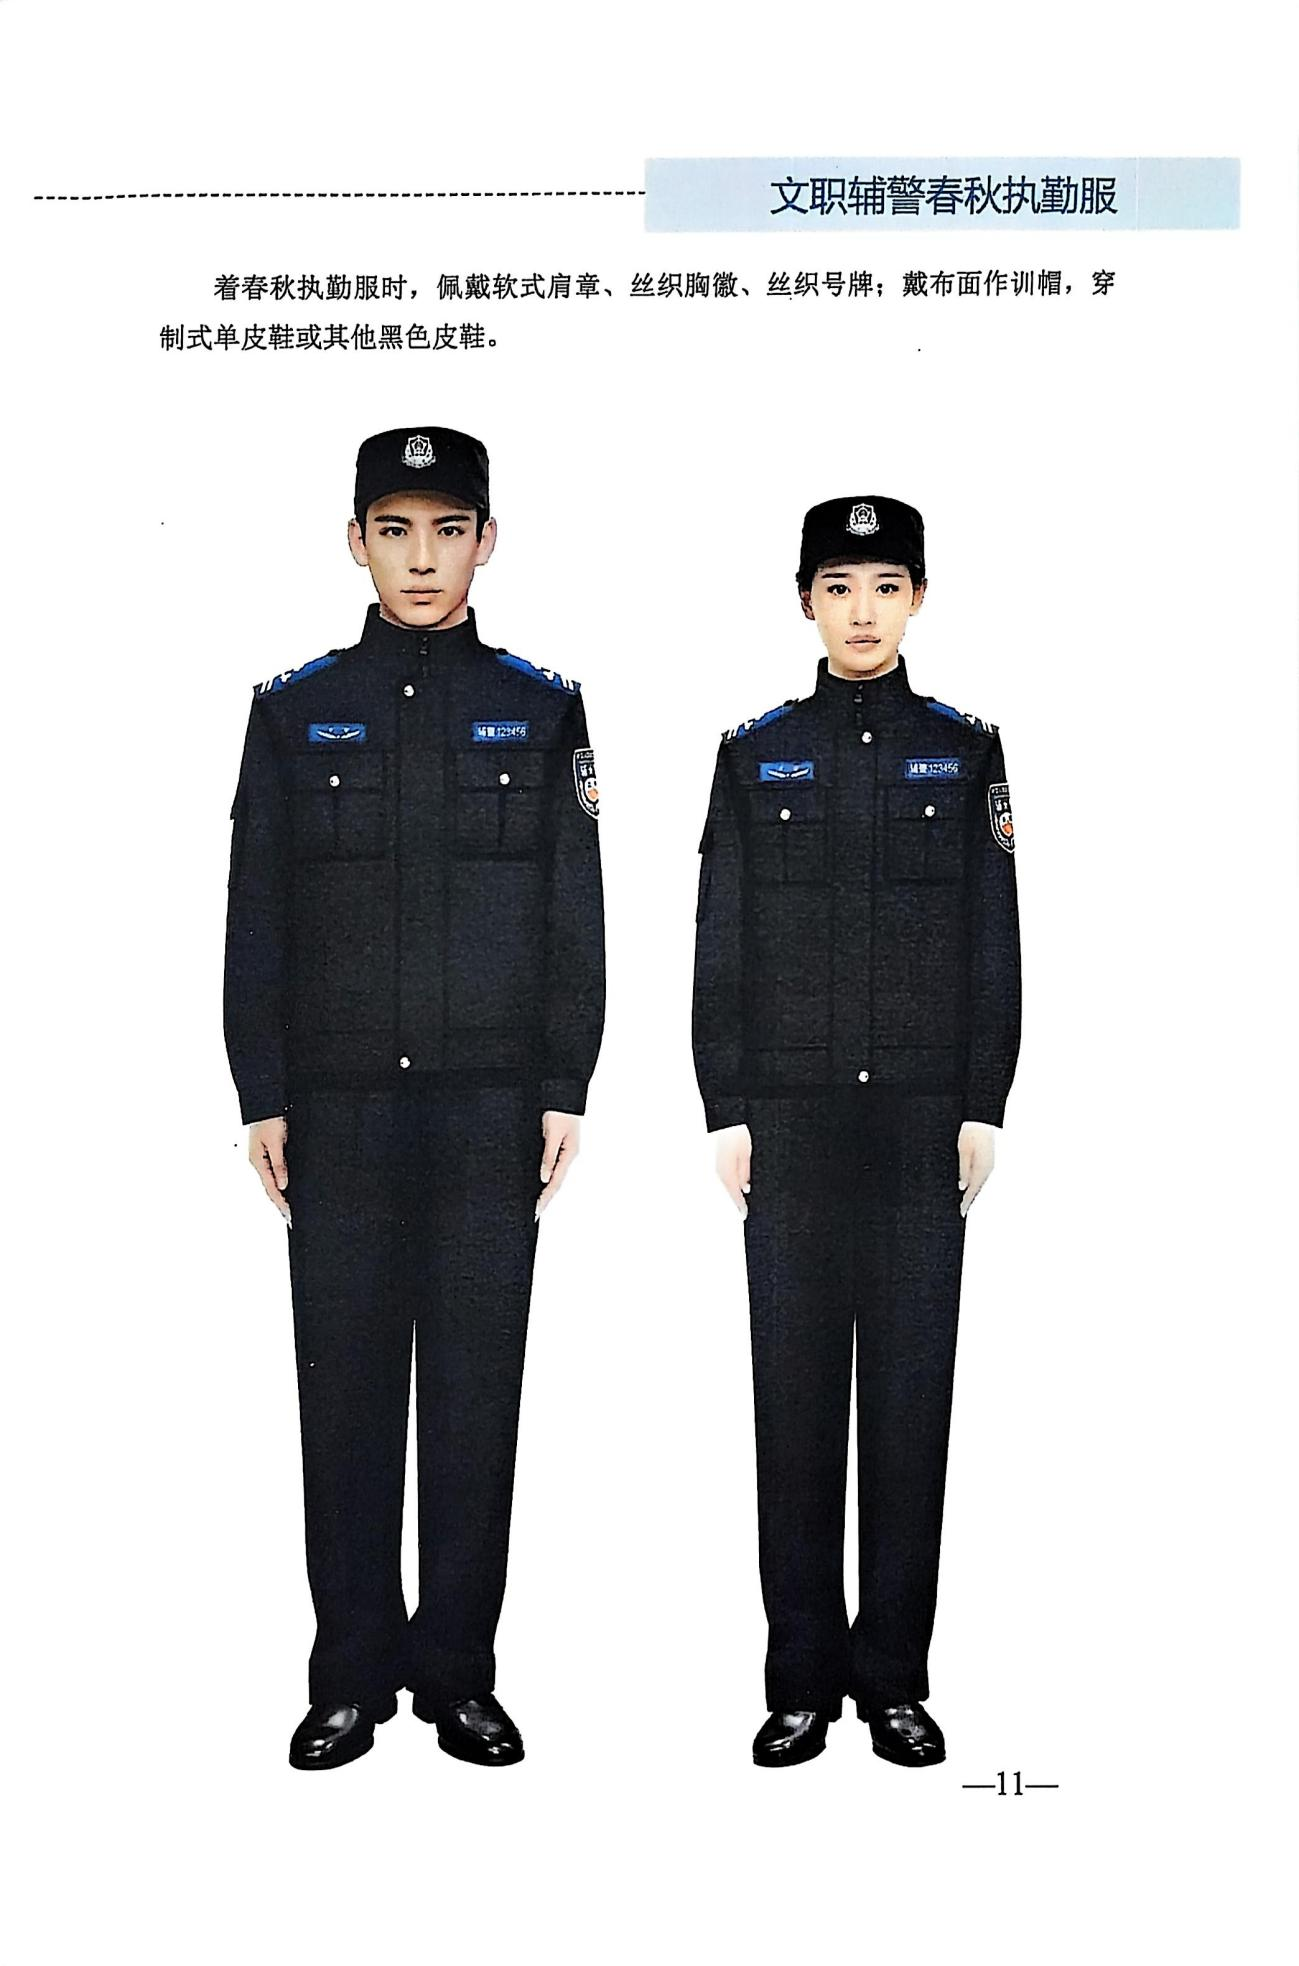 文职辅警春秋执勤服
着春秋执勤服时，佩戴软式肩章、丝织胸徽、丝织号牌；戴布面作训帽，穿
制式单皮鞋或其他黑色皮鞋。
辅警123456
辅警123456
—11—